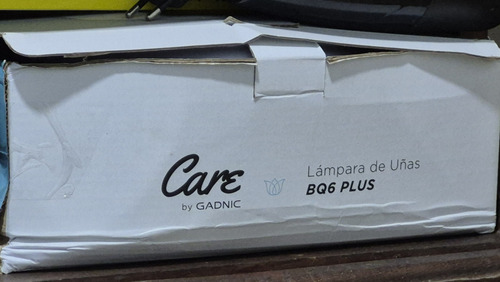 Care
by GADNIC
Lámpara de Uñas
BQ6 PLUS